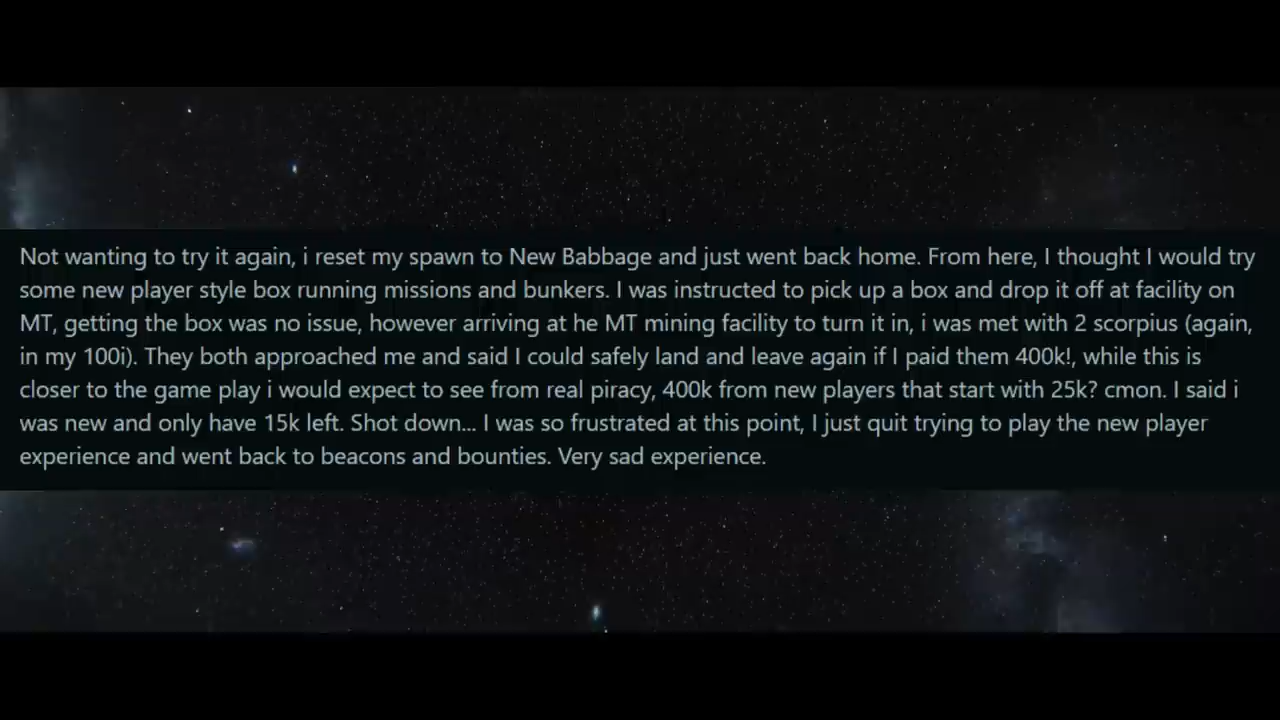 Not wanting to try it again, i reset my spawn to New Babbage and just went back home. From here, I thought I would try
some new player style box running missions and bunkers. I was instructed to pick up a box and drop it off at facility on
MT, getting the box was no issue, however arriving at he MT mining facility to turn it in, i was met with 2 scorpius (again,
in my 100i). They both approached me and said I could safely land and leave again if I paid them 400k!, while this is
closer to the game play i would expect to see from real piracy, 400k from new players that start with 25k? cmon. I said i
was new and only have 15k left. Shot down... I was so frustrated at this point, I just quit trying to play the new player
experience and went back to beacons and bounties. Very sad experience.